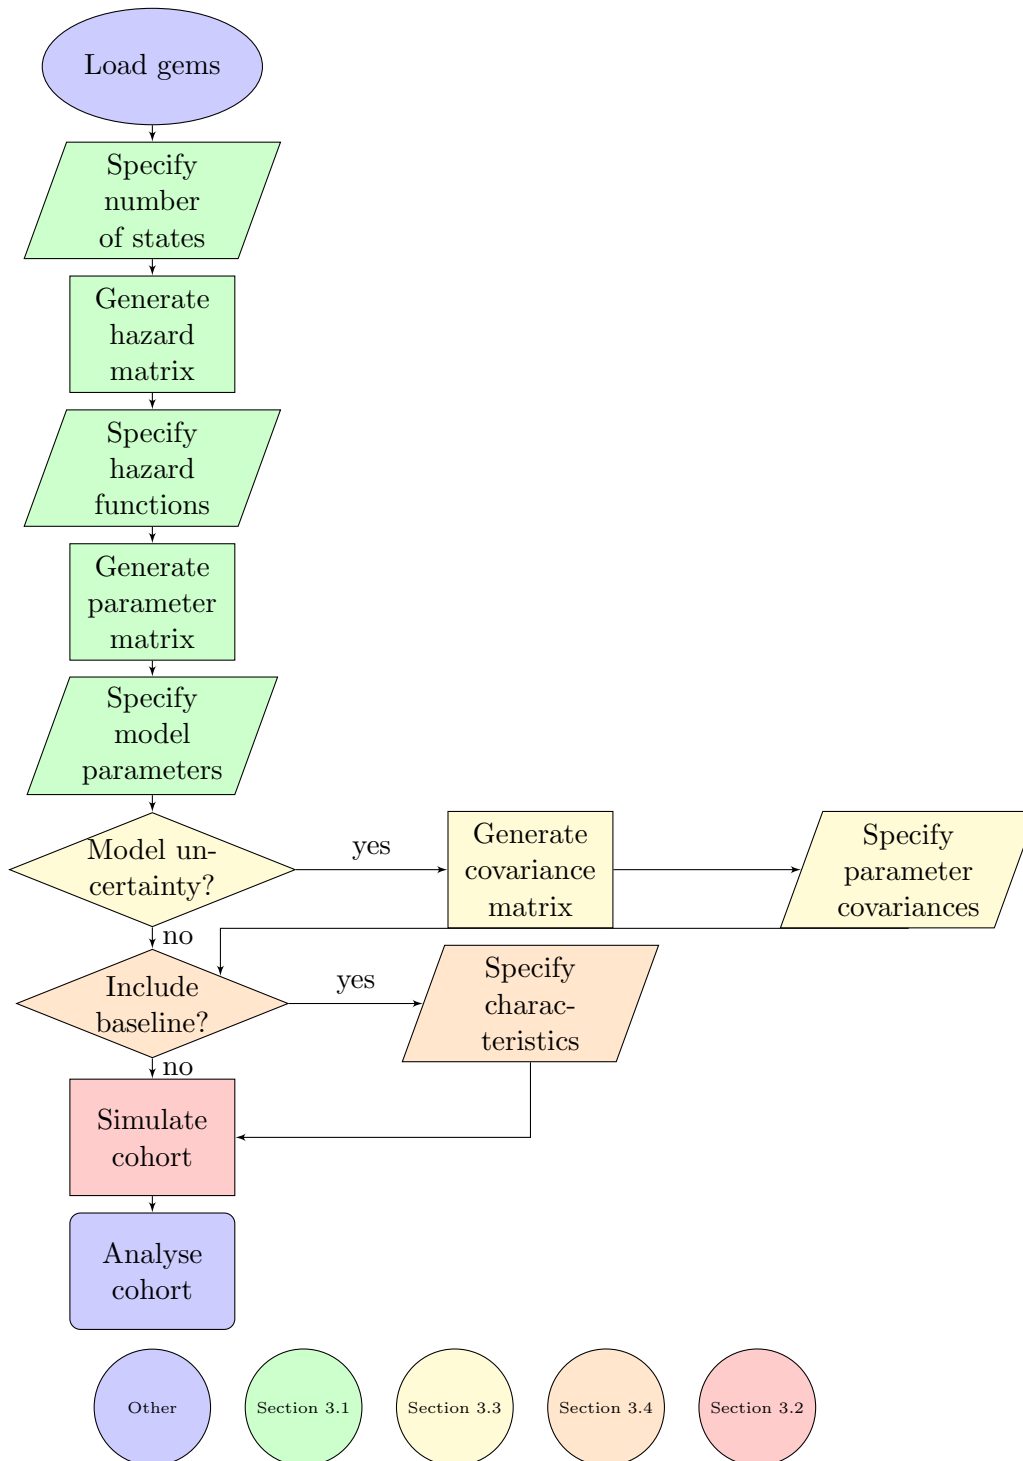 Load gems
Specify
number
of states
Generate
hazard
matrix
Specify
hazard
functions
Generate
parameter
matrix
Specify
model
parameters
Model un-
certainty?
yes
Generate
covariance
matrix
Specify
parameter
covariances
no
Include
baseline?
yes
Specify
charac-
teristics
no
Simulate
cohort
Analyse
cohort
Other
Section 3.1
Section 3.3
Section 3.4
Section 3.2